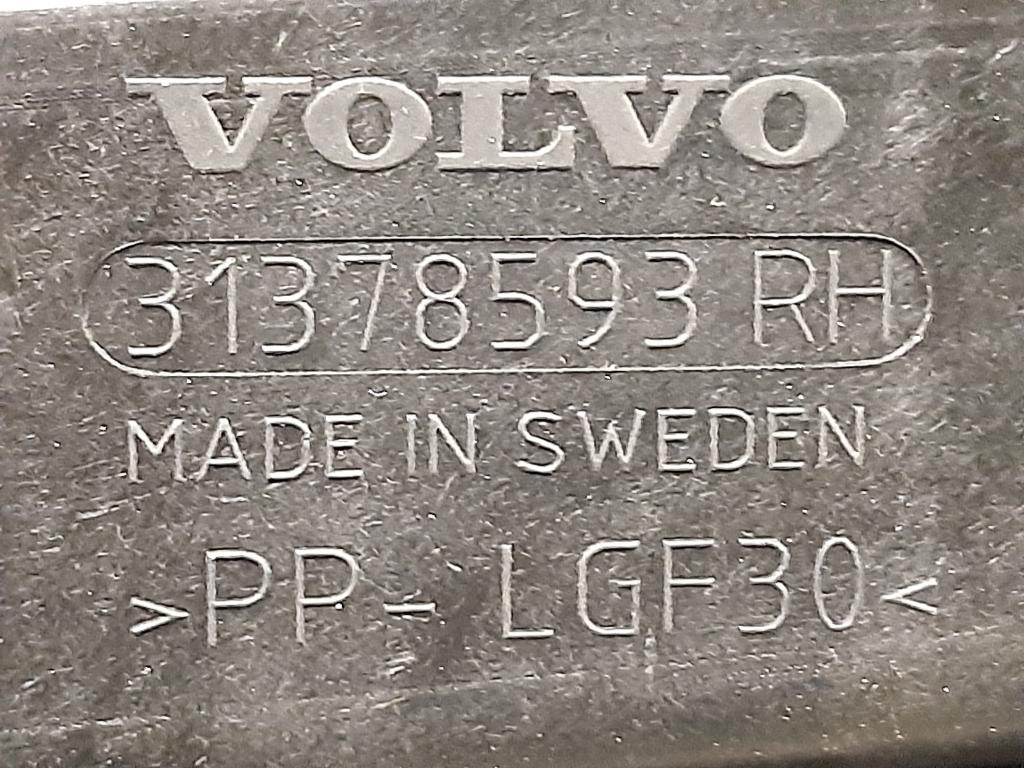 VOLVO
31378593 RH
MADE IN SWEDEN
>PP-LGF30<